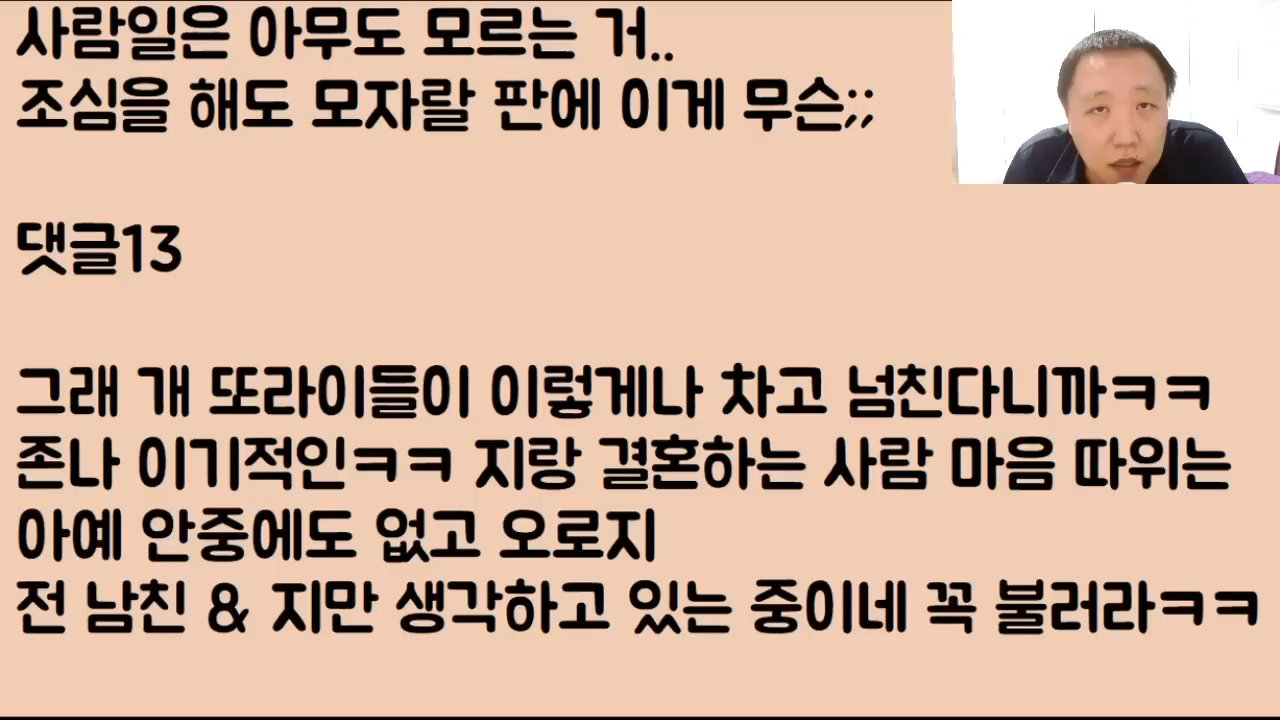 사람일은 아무도 모르는 거..
조심을 해도 모자랄 판에 이게 무슨;;
댓글13
그래 개 또라이들이 이렇게나 차고 넘친다니까ㅋㅋ
존나 이기적인ㅋㅋ 지랑 결혼하는 사람 마음 따위는
아예 안중에도 없고 오로지
전 남친 & 지만 생각하고 있는 중이네 꼭 불러라ㅋㅋ